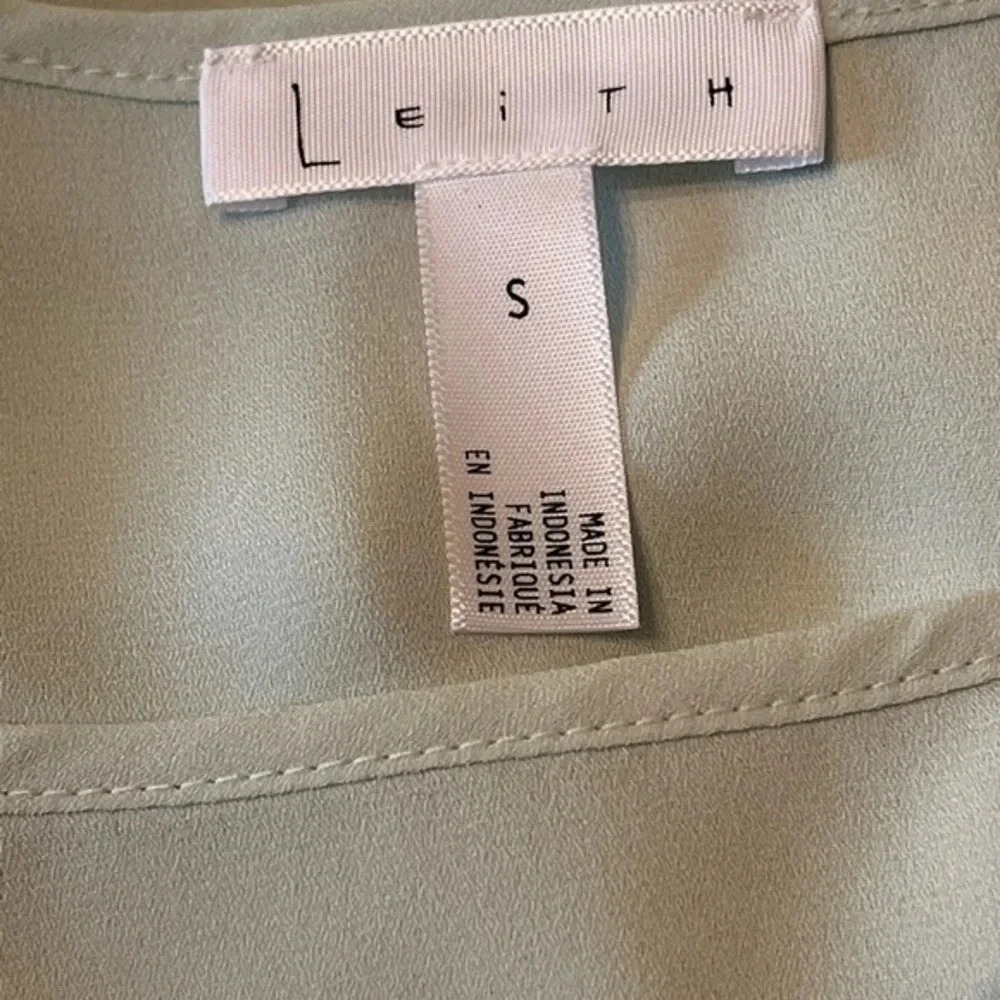 LEiTH
S
MADE IN
INDONESIA
FABRIQUÉ
EN INDONÉSIE